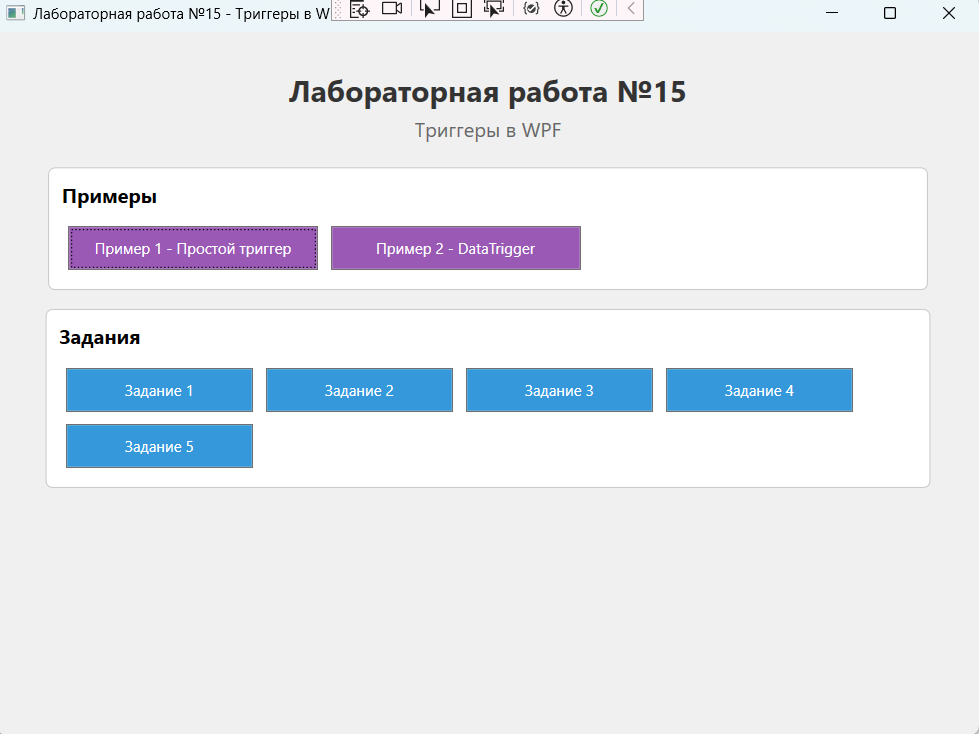 Лабораторная работа №15 - Триггеры в W
Лабораторная работа №15
Триггеры в WPF
Примеры
Пример 1 - Простой триггер
Пример 2 - DataTrigger
Задания
Задание 1
Задание 2
Задание 3
Задание 4
Задание 5